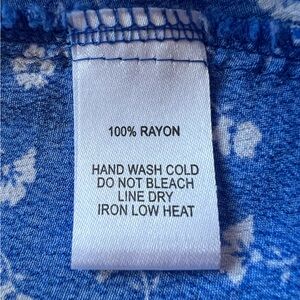 100% RAYON
HAND WASH COLD
DO NOT BLEACH
LINE DRY
IRON LOW HEAT